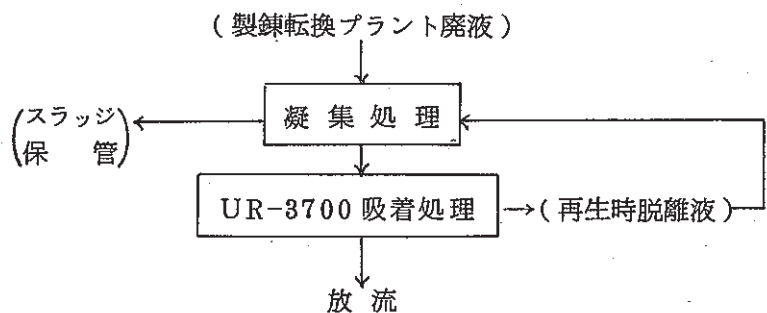 (製錬転換プラント廃液)
凝集処理
(スラッジ
保管)
UR-3700吸着処理
(再生時脱離液)
放流